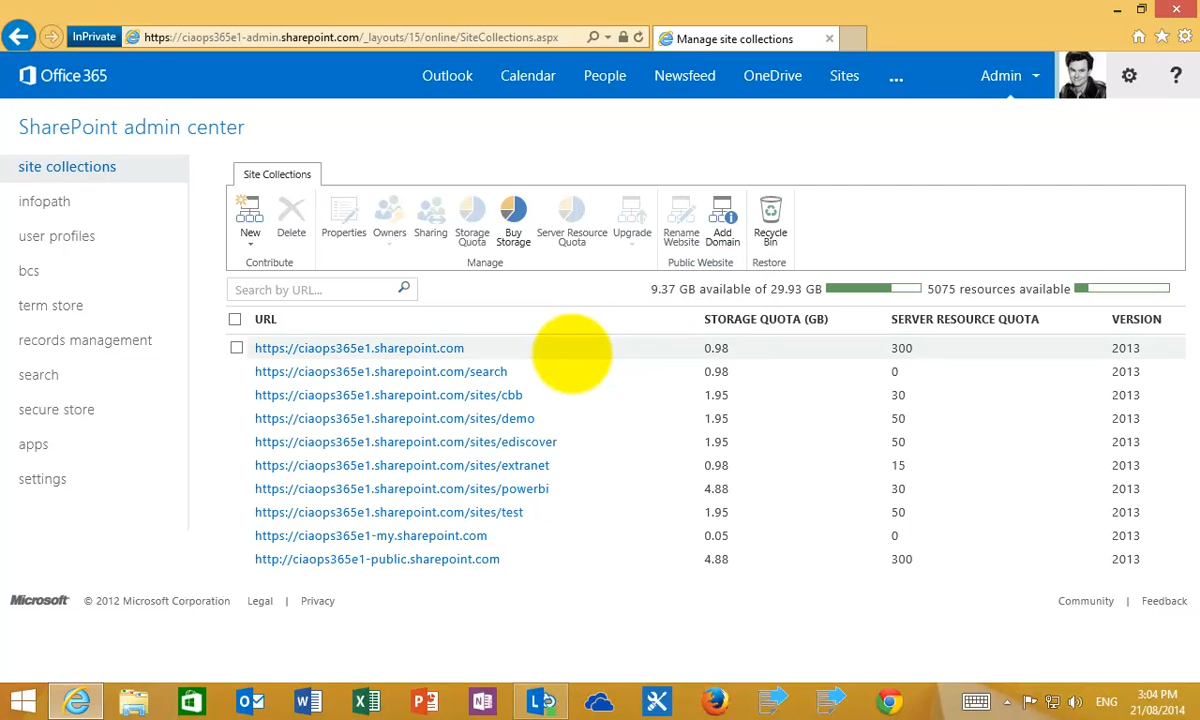 InPrivate
https://ciaops365e1-admin.sharepoint.com/_layouts/15/online/SiteCollections.aspx
Manage site collections
Office 365
Outlook Calendar People Newsfeed OneDrive Sites ... Admin ?
SharePoint admin center
site collections
infopath
user profiles
bcs
term store
records management
search
secure store
apps
settings
Site Collections
New Delete Properties Owners Sharing Storage Quota Buy Storage Server Resource Quota Upgrade Rename Website Add Domain Recycle Bin
Contribute Manage Public Website Restore
Search by URL... 9.37 GB available of 29.93 GB 5075 resources available
URL STORAGE QUOTA (GB) SERVER RESOURCE QUOTA VERSION
https://ciaops365e1.sharepoint.com 0.98 300 2013
https://ciaops365e1.sharepoint.com/search 0.98 0 2013
https://ciaops365e1.sharepoint.com/sites/cbb 1.95 30 2013
https://ciaops365e1.sharepoint.com/sites/demo 1.95 50 2013
https://ciaops365e1.sharepoint.com/sites/ediscover 1.95 50 2013
https://ciaops365e1.sharepoint.com/sites/extranet 0.98 15 2013
https://ciaops365e1.sharepoint.com/sites/powerbi 4.88 30 2013
https://ciaops365e1.sharepoint.com/sites/test 1.95 50 2013
https://ciaops365e1-my.sharepoint.com 0.05 0 2013
http://ciaops365e1-public.sharepoint.com 4.88 300 2013
Microsoft © 2012 Microsoft Corporation Legal | Privacy Community | Feedback
ENG
3:04 PM
21/08/2014